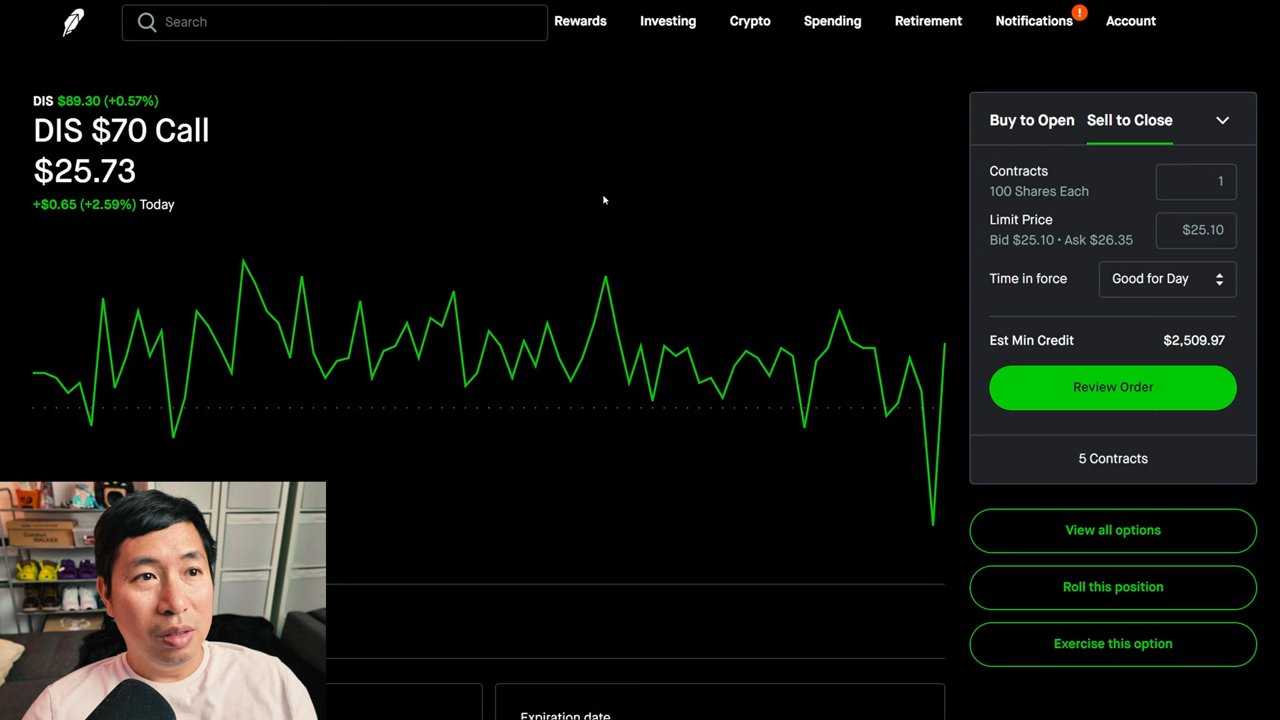 Search
Rewards
Investing
Crypto
Spending
Retirement
Notifications
!
Account
DIS $89.30 (+0.57%)
DIS $70 Call
$25.73
+$0.65 (+2.59%) Today
Buy to Open
Sell to Close
Contracts
100 Shares Each
1
Limit Price
Bid $25.10 • Ask $26.35
$25.10
Time in force
Good for Day
Est Min Credit
$2,509.97
Review Order
5 Contracts
View all options
Roll this position
Exercise this option
Expiration date